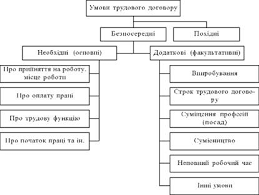 Умови трудового договору
Безпосередні
Похідні
Необхідні (основні)
Додаткові (факультативні)
Про прийняття на роботу,
місце роботи
Про оплату праці
Про трудову функцію
Про початок праці та ін.
Випробування
Строк трудового догово-
ру
Суміщення професій
(посад)
Сумісництво
Неповний робочий час
Інші умови